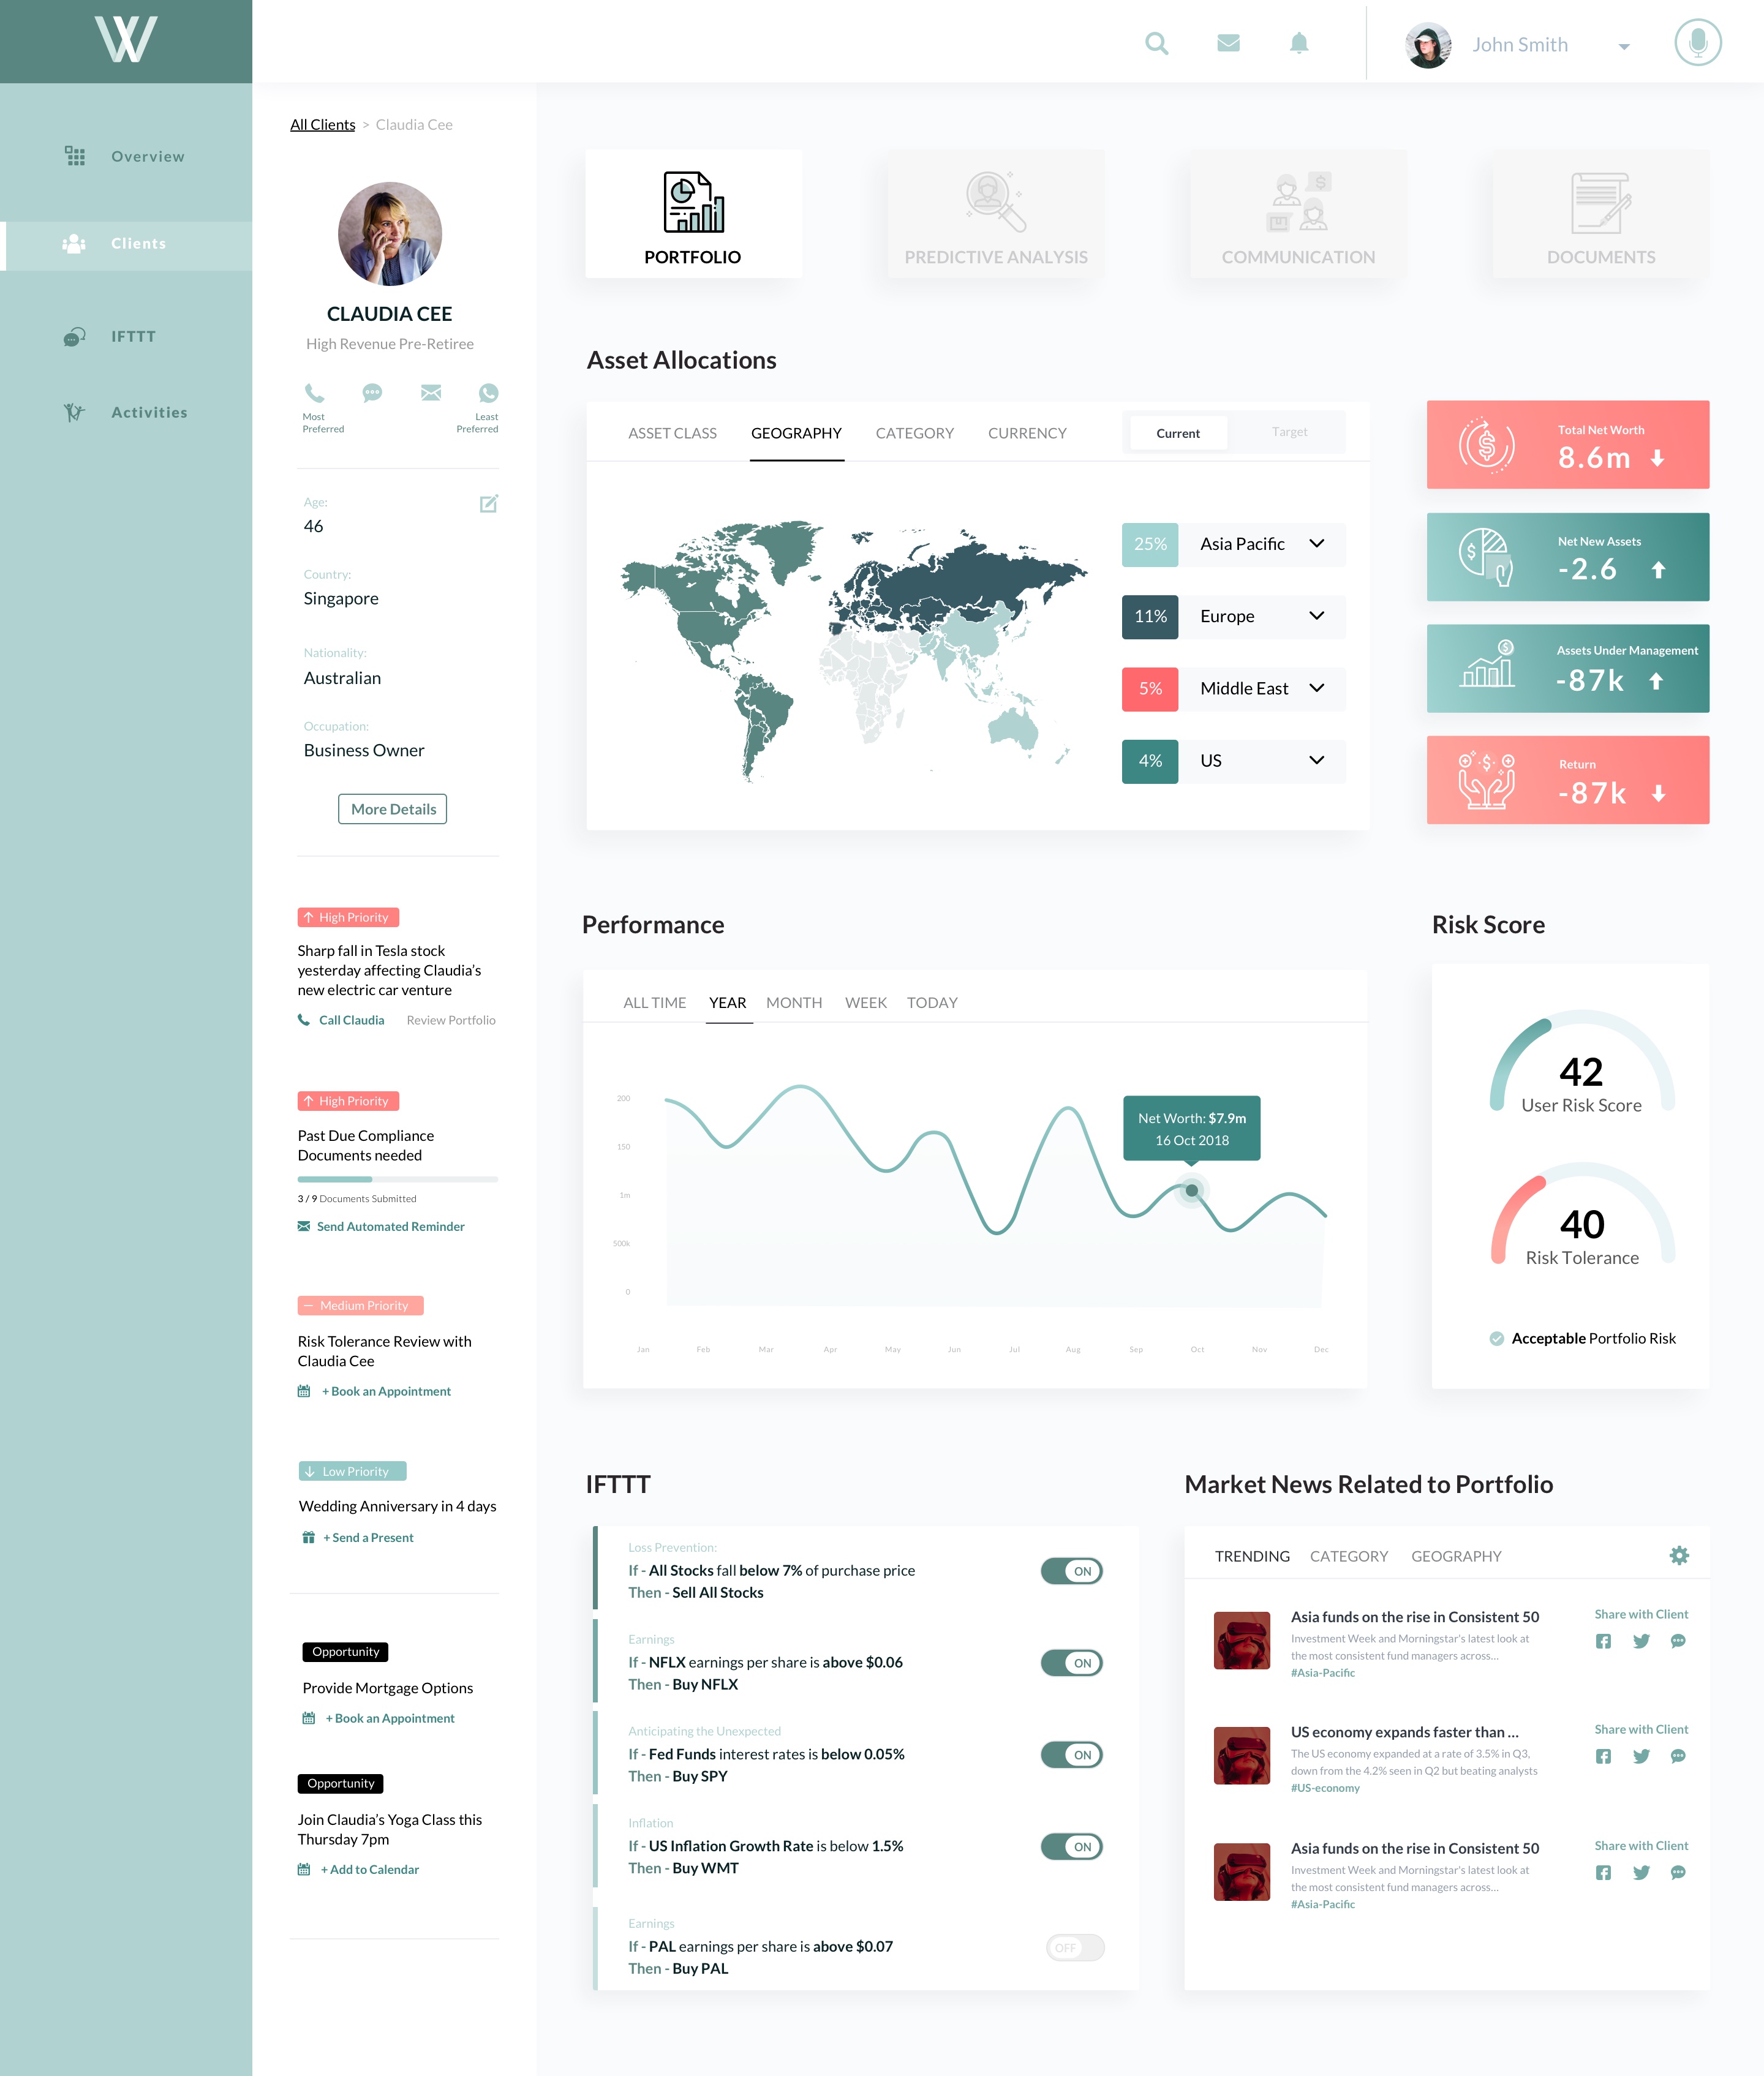 W
John Smith
Overview
Clients
IFTTT
Activities
All Clients > Claudia Cee
CLAUDIA CEE
High Revenue Pre-Retiree
Most
Preferred
Least
Preferred
Age:
46
Country:
Singapore
Nationality:
Australian
Occupation:
Business Owner
More Details
High Priority
Sharp fall in Tesla stock
yesterday affecting Claudia’s
new electric car venture
Call Claudia
Review Portfolio
High Priority
Past Due Compliance
Documents needed
3 / 9 Documents Submitted
Send Automated Reminder
Medium Priority
Risk Tolerance Review with
Claudia Cee
+ Book an Appointment
Low Priority
Wedding Anniversary in 4 days
+ Send a Present
Opportunity
Provide Mortgage Options
+ Book an Appointment
Opportunity
Join Claudia’s Yoga Class this
Thursday 7pm
+ Add to Calendar
PORTFOLIO
PREDICTIVE ANALYSIS
COMMUNICATION
DOCUMENTS
Asset Allocations
ASSET CLASS
GEOGRAPHY
CATEGORY
CURRENCY
Current
Target
25% Asia Pacific
11% Europe
5% Middle East
4% US
Total Net Worth
8.6m
Net New Assets
-2.6
Assets Under Management
-87k
Return
-87k
Performance
ALL TIME
YEAR
MONTH
WEEK
TODAY
200
150
1m
500k
0
Net Worth: $7.9m
16 Oct 2018
Jan Feb Mar Apr May Jun Jul Aug Sep Oct Nov Dec
Risk Score
42
User Risk Score
40
Risk Tolerance
Acceptable Portfolio Risk
IFTTT
Loss Prevention:
If - All Stocks fall below 7% of purchase price
Then - Sell All Stocks
ON
Earnings
If - NFLX earnings per share is above $0.06
Then - Buy NFLX
ON
Anticipating the Unexpected
If - Fed Funds interest rates is below 0.05%
Then - Buy SPY
ON
Inflation
If - US Inflation Growth Rate is below 1.5%
Then - Buy WMT
ON
Earnings
If - PAL earnings per share is above $0.07
Then - Buy PAL
OFF
Market News Related to Portfolio
TRENDING
CATEGORY
GEOGRAPHY
Asia funds on the rise in Consistent 50
Investment Week and Morningstar's latest look at
the most consistent fund managers across...
#Asia-Pacific
Share with Client
US economy expands faster than ...
The US economy expanded at a rate of 3.5% in Q3,
down from the 4.2% seen in Q2 but beating analysts
#US-economy
Share with Client
Asia funds on the rise in Consistent 50
Investment Week and Morningstar's latest look at
the most consistent fund managers across...
#Asia-Pacific
Share with Client